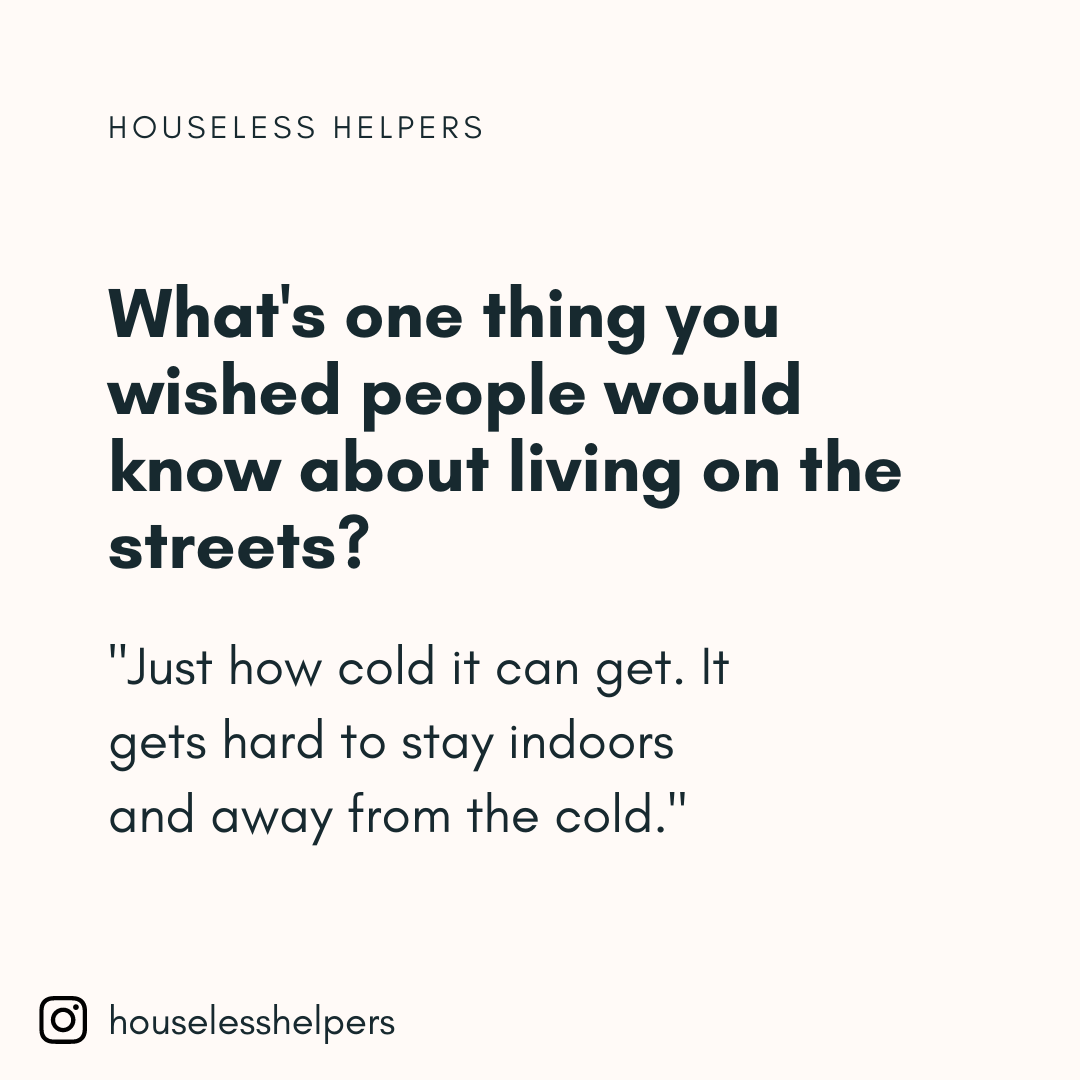 HOUSELESS HELPERS
What's one thing you
wished people would
know about living on the
streets?
"Just how cold it can get. It
gets hard to stay indoors
and away from the cold."
houselesshelpers